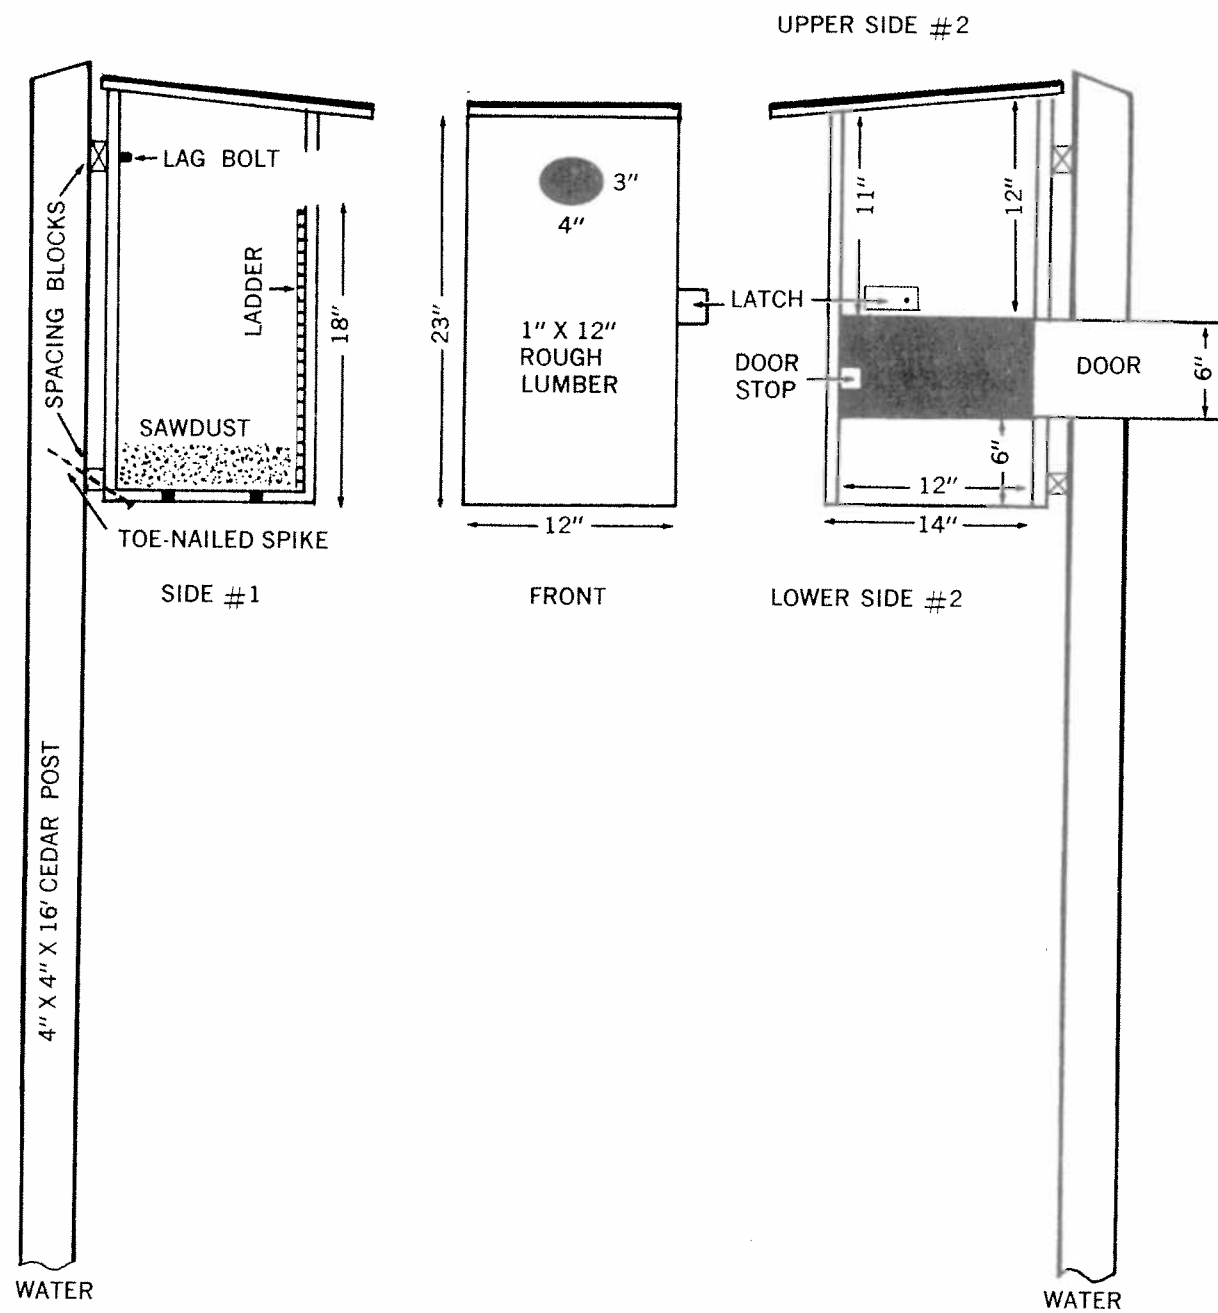 UPPER SIDE #2
LAG BOLT
SPACING BLOCKS
LADDER
18"
SAWDUST
TOE-NAILED SPIKE
SIDE #1
4" X 4" X 16' CEDAR POST
WATER
3"
4"
23"
1" X 12"
ROUGH
LUMBER
12"
FRONT
11"
12"
LATCH
DOOR
STOP
DOOR
6"
6"
12"
14"
LOWER SIDE #2
WATER